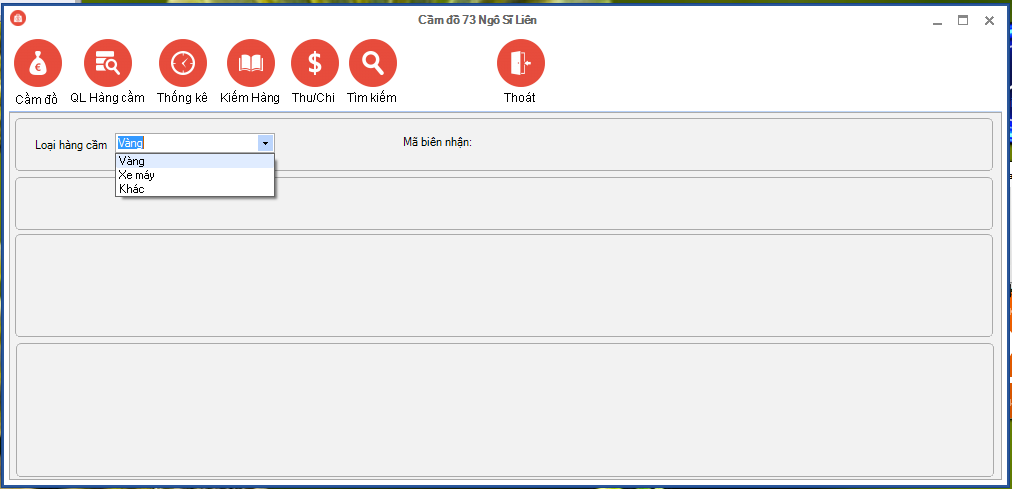 Cầm đồ 73 Ngô Sĩ Liên
Cầm đồ QL Hàng cầm Thống kê Kiểm Hàng Thu/Chi Tìm kiếm Thoát
Loại hàng cầm Vàng Mã biên nhận:
Vàng
Xe máy
Khác